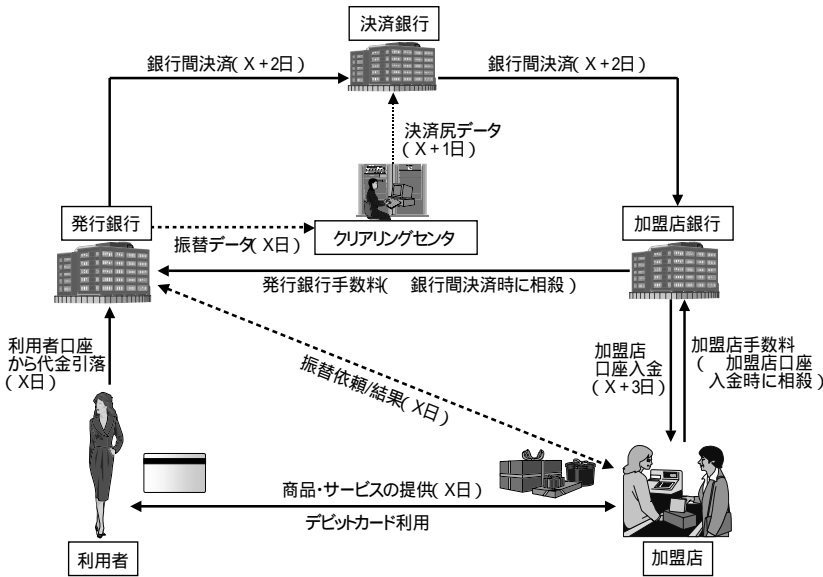 決済銀行
銀行間決済( X +2日 )
銀行間決済( X +2日 )
決済尻データ
( X +1日 )
発行銀行
加盟店銀行
振替データ( X日 )
クリアリングセンタ
発行銀行手数料(　銀行間決済時に相殺 )
利用者口座
から代金引落
( X日 )
振替依頼/結果( X日 )
加盟店
口座入金
( X +3日 )
加盟店手数料
(　加盟店口座
入金時に相殺 )
商品・サービスの提供( X日 )
デビットカード利用
利用者
加盟店